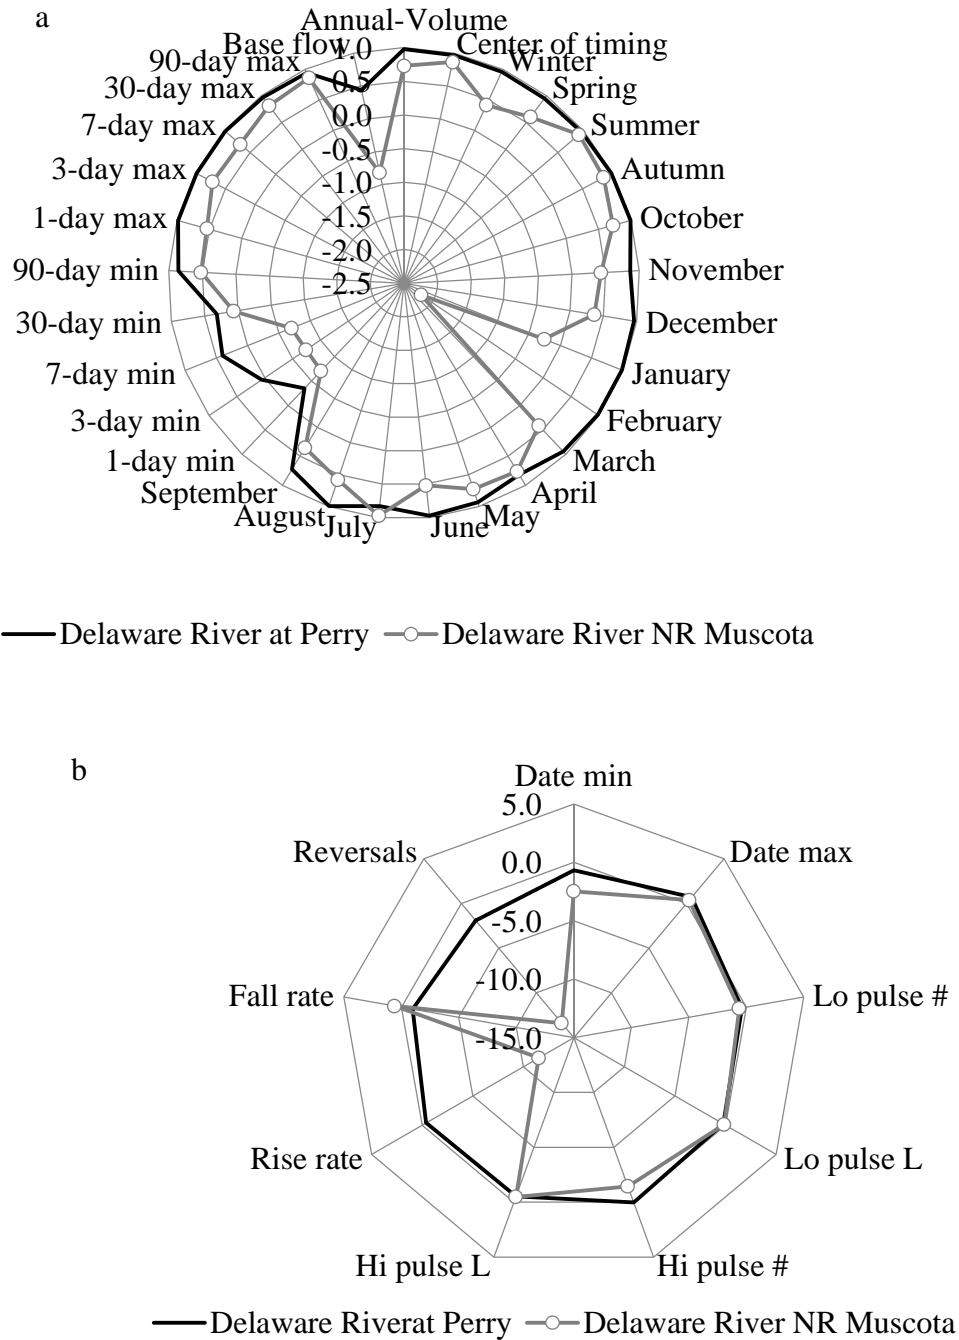 a
Annual-Volume
Base flow
1.0
Center of timing
90-day max
Winter
30-day max
0.5
Spring
7-day max
0.0
Summer
3-day max
-0.5
Autumn
-1.0
1-day max
-1.5
October
90-day min
-2.0
November
-2.5
30-day min
December
7-day min
January
3-day min
February
1-day min
March
September
April
August
May
July
June
Delaware River at Perry
Delaware River NR Muscota
b
Date min
5.0
Reversals
0.0
Date max
-5.0
Fall rate
-10.0
Lo pulse #
-15.0
Rise rate
Lo pulse L
Hi pulse L
Hi pulse #
Delaware Riverat Perry
Delaware River NR Muscota